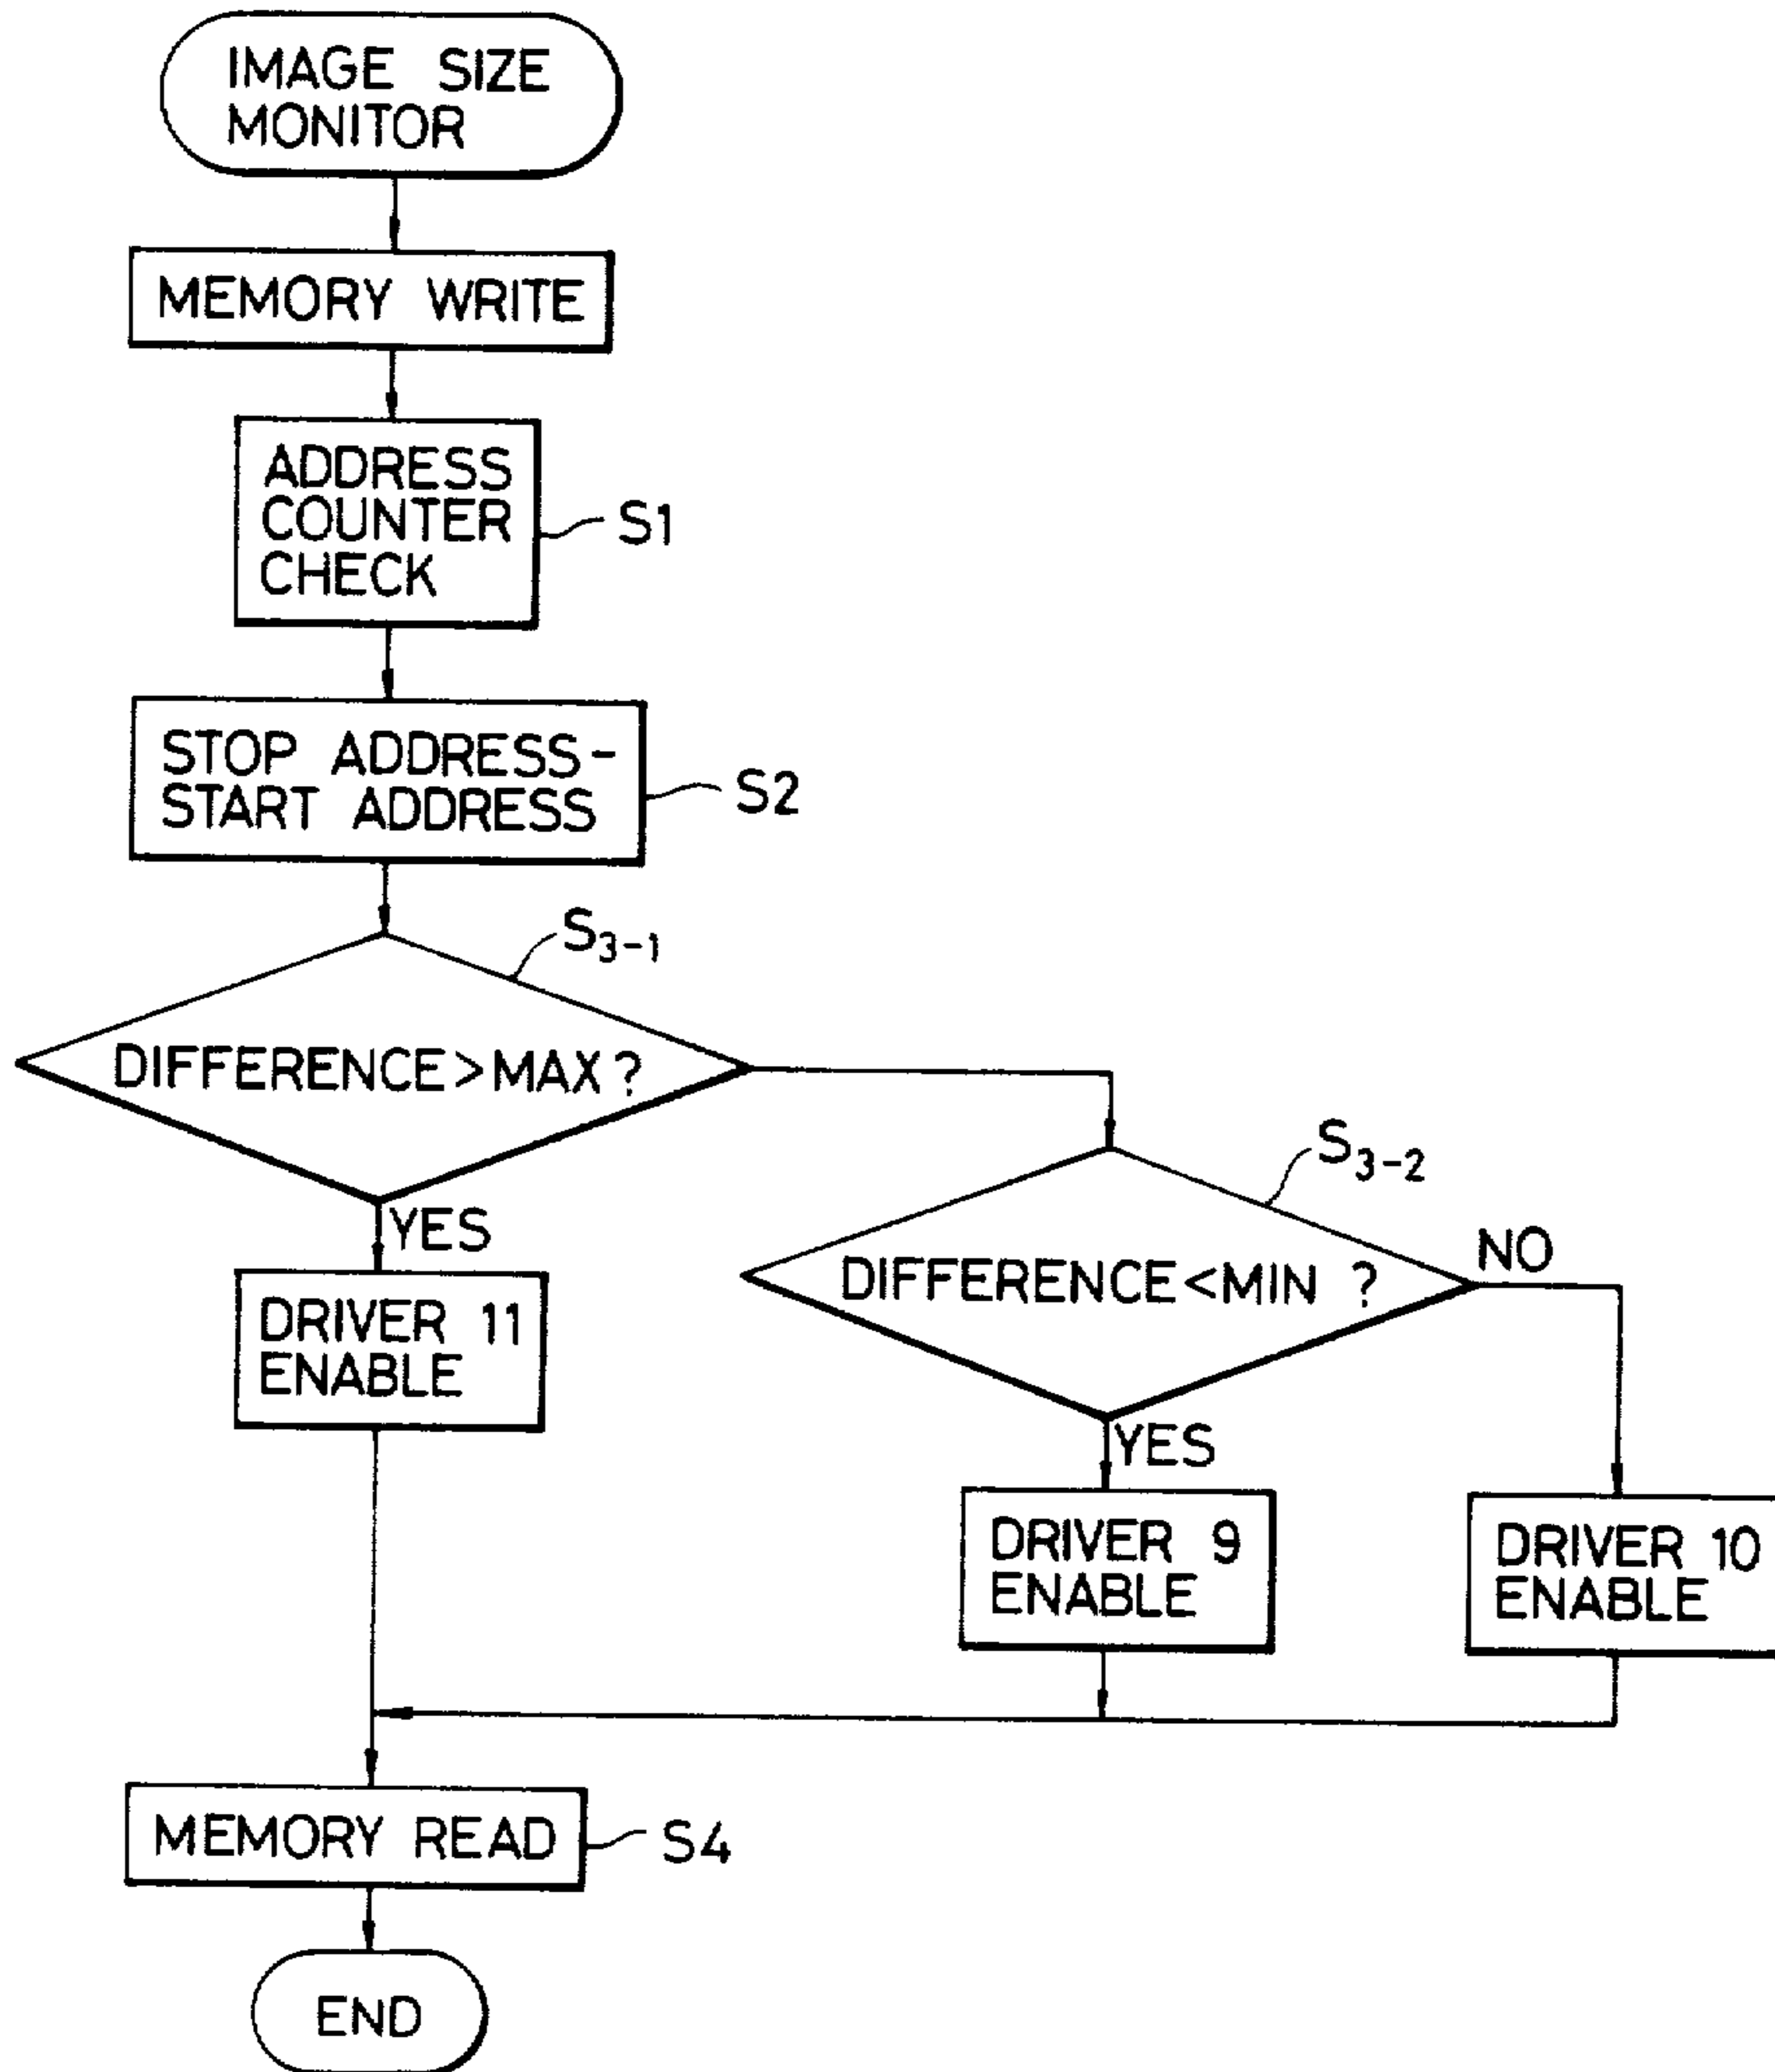 IMAGE SIZE
MONITOR
MEMORY WRITE
ADDRESS
COUNTER
CHECK
S1
STOP ADDRESS-
START ADDRESS
S2
S3-1
DIFFERENCE>MAX?
S3-2
YES
DIFFERENCE<MIN ?
NO
DRIVER 11
ENABLE
YES
DRIVER 9
ENABLE
DRIVER 10
ENABLE
MEMORY READ
S4
END